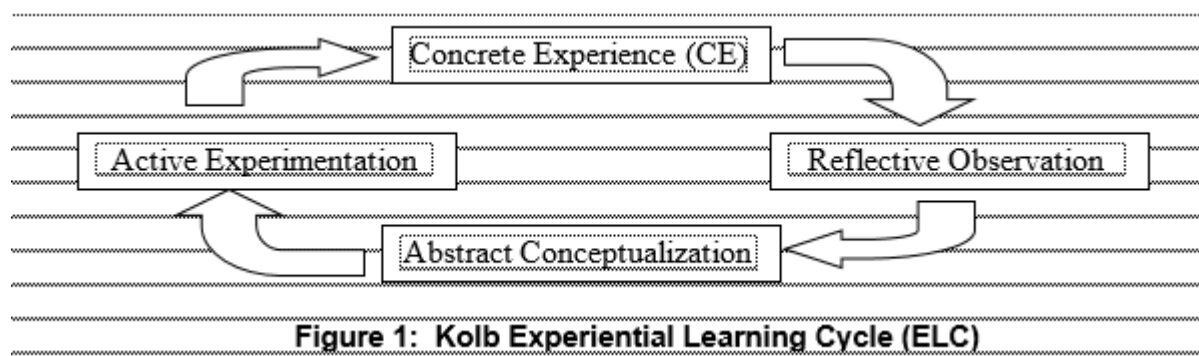 Concrete Experience (CE)
Active Experimentation
Reflective Observation
Abstract Conceptualization
Figure 1: Kolb Experiential Learning Cycle (ELC)